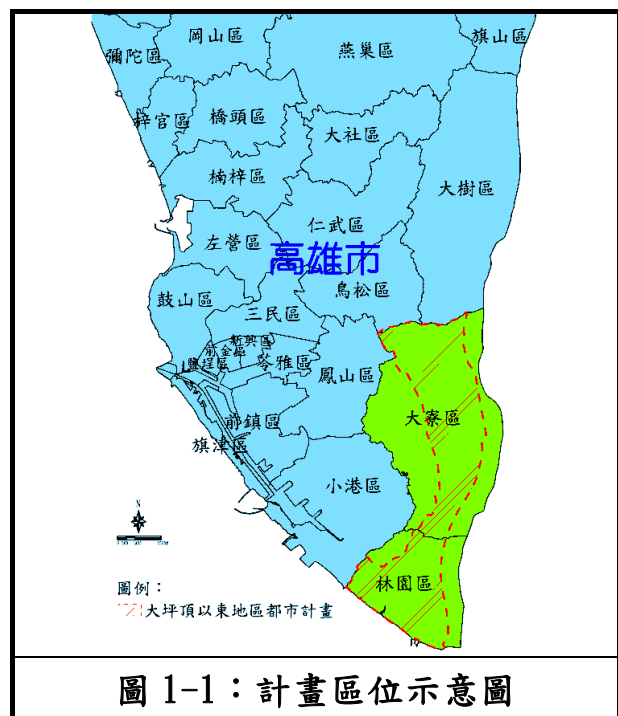 岡山區
旗山區
彌陀區
燕巢區
橋頭區
梓官區
大社區
楠梓區
大樹區
仁武區
左營區
高雄市
鳥松區
鼓山區
三民區
新興區
前金區
鹽埕區
苓雅區
鳳山區
前鎮區
大寮區
旗津區
小港區
N
林園區
圖例：
大坪頂以東地區都市計畫
圖 1-1：計畫區位示意圖